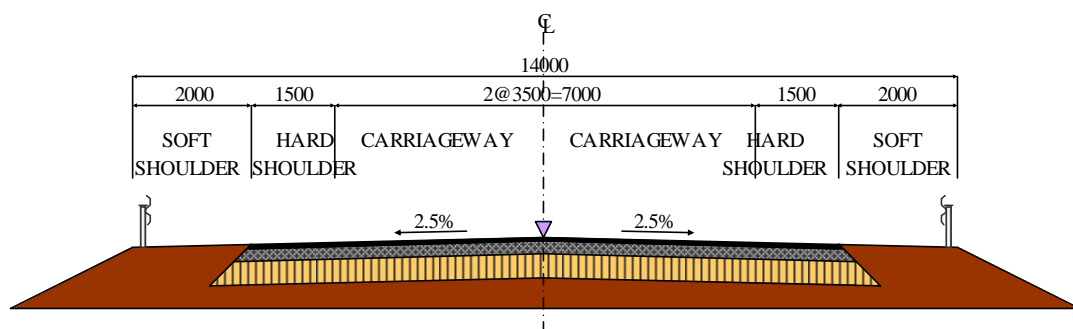 ℄
14000
2000 1500 2@3500=7000 1500 2000
SOFT HARD CARRIAGEWAY CARRIAGEWAY HARD SOFT
SHOULDER SHOULDER SHOULDER SHOULDER
2.5% 2.5%